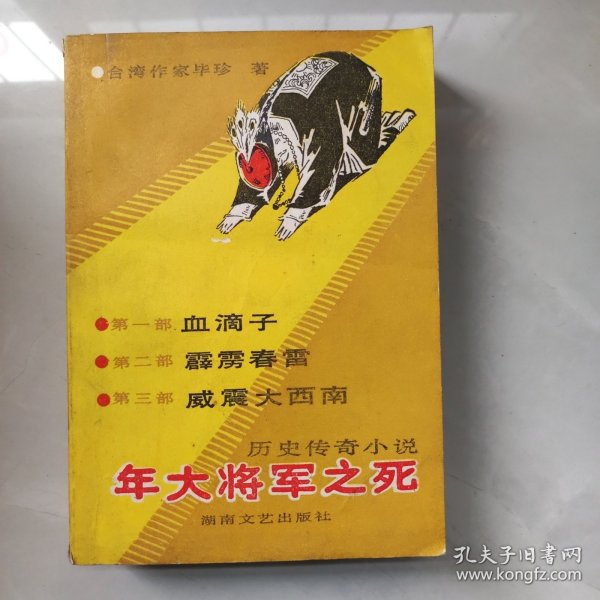 台湾作家毕珍 著
第一部 血滴子
第二部 霹雳春雷
第三部 威震大西南
历史传奇小说
年大将军之死
湖南文艺出版社
孔夫子旧书网
www.kongfz.com